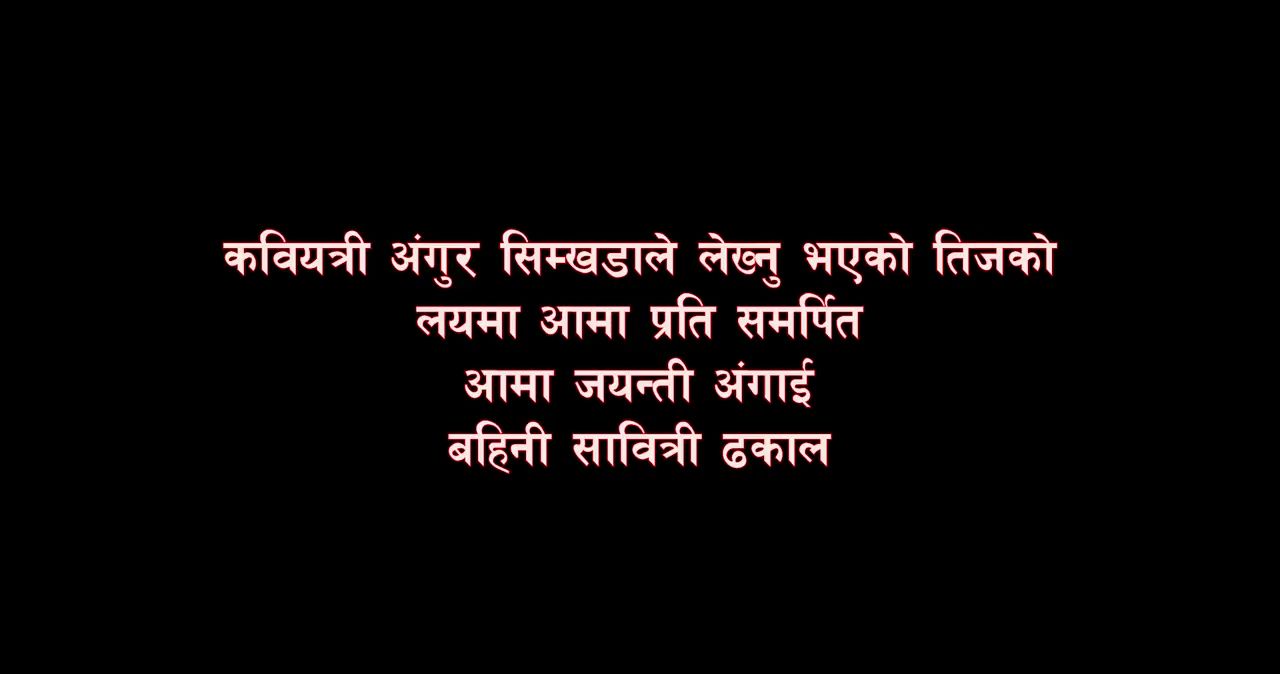 कवियत्री अंगुर सिम्खडाले लेख्नु भएको तिजको
लयमा आमा प्रति समर्पित
आमा जयन्ती अंगाई
बहिनी सावित्री ढकाल